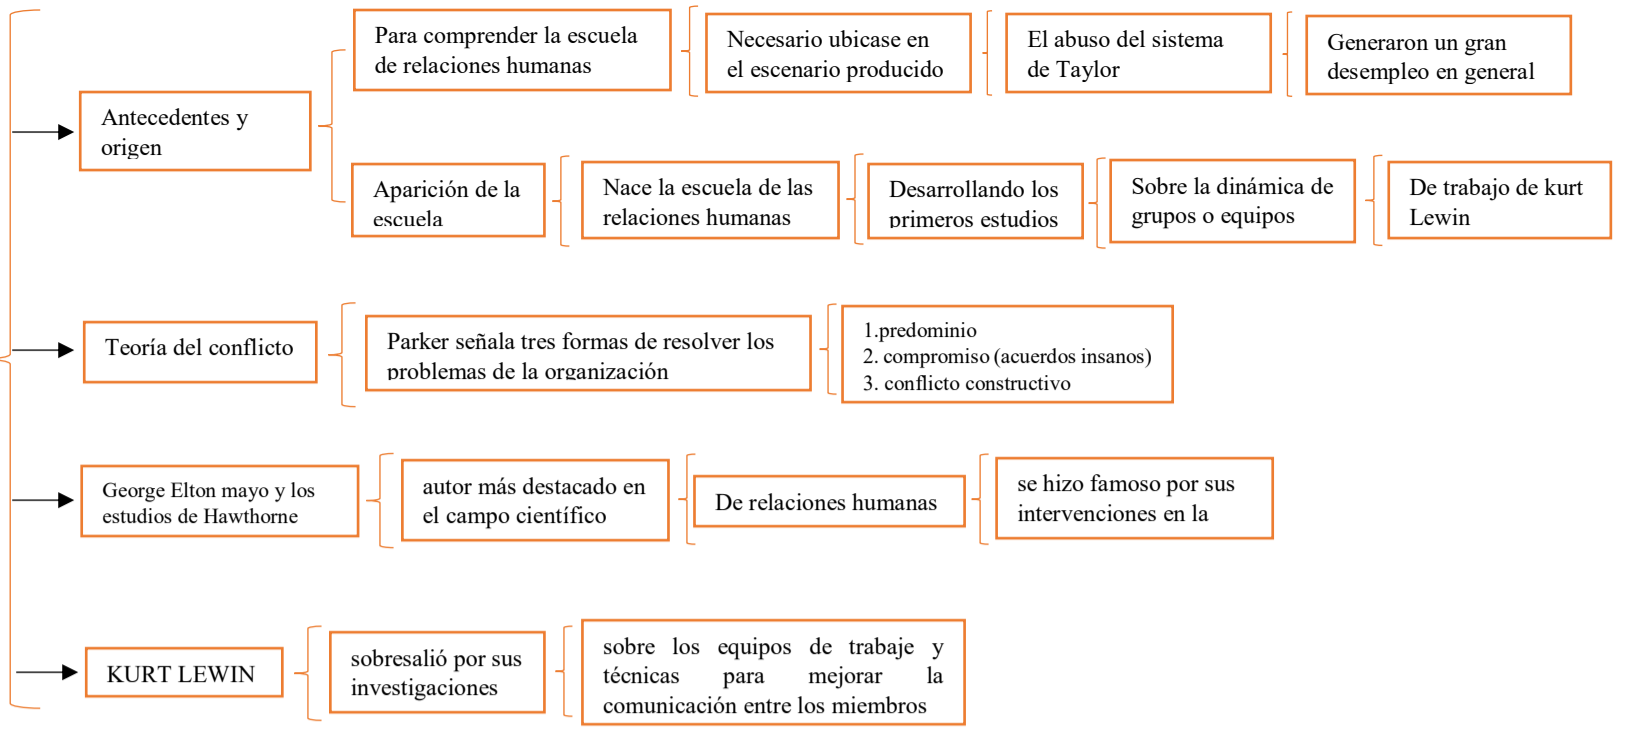 Antecedentes y
origen
Para comprender la escuela
de relaciones humanas
Necesario ubicase en
el escenario producido
El abuso del sistema
de Taylor
Generaron un gran
desempleo en general
Aparición de la
escuela
Nace la escuela de las
relaciones humanas
Desarrollando los
primeros estudios
Sobre la dinámica de
grupos o equipos
De trabajo de kurt
Lewin
Teoría del conflicto
Parker señala tres formas de resolver los
problemas de la organización
1.predominio
2. compromiso (acuerdos insanos)
3. conflicto constructivo
George Elton mayo y los
estudios de Hawthorne
autor más destacado en
el campo científico
De relaciones humanas
se hizo famoso por sus
intervenciones en la
KURT LEWIN
sobresalió por sus
investigaciones
sobre los equipos de trabaje y
técnicas para mejorar la
comunicación entre los miembros